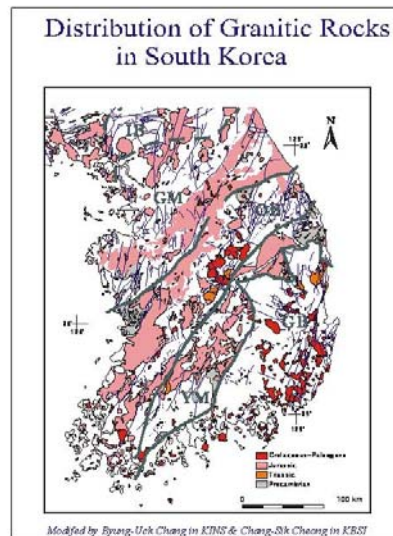 Distribution of Granitic Rocks
in South Korea
N
GM
OB
GB
YM
Cretaceous-Paleogene
Jurassic
Triassic
Precambrian
0
100 km
Modified by Byung-Uck Chang in KINS & Chang-Sik Cheong in KBSI